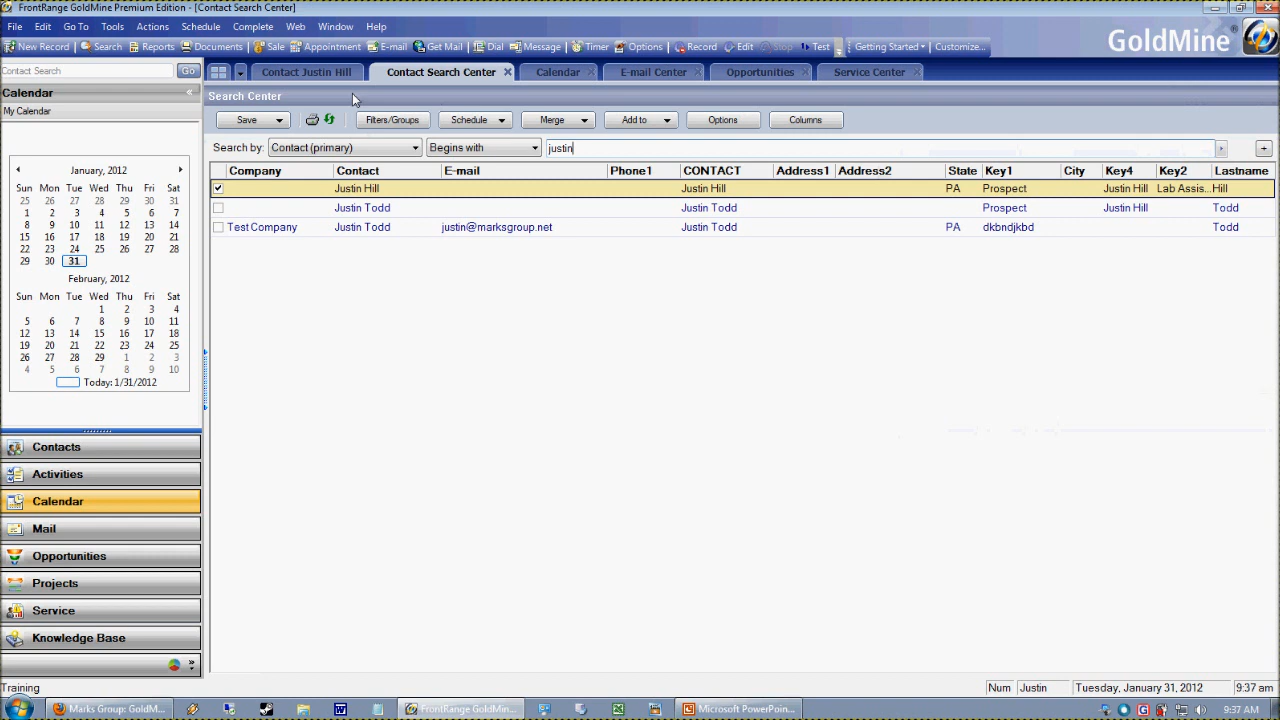 FrontRange GoldMine Premium Edition - [Contact Search Center]
File Edit Go To Tools Actions Schedule Complete Web Window Help
New Record Search Reports Documents Sale Appointment E-mail Get Mail Dial Message Timer Options Record Edit Stop Test Getting Started Customize...
GoldMine
Contact Search Go
Contact Justin Hill Contact Search Center Calendar E-mail Center Opportunities Service Center
Calendar «
Search Center
My Calendar
Save Filters/Groups Schedule Merge Add to Options Columns
Search by: Contact (primary) Begins with justin
Company Contact E-mail Phone1 CONTACT Address1 Address2 State Key1 City Key4 Key2 Lastname
Justin Hill Justin Hill PA Prospect Justin Hill Lab Assis... Hill
Justin Todd Justin Todd Prospect Justin Hill Todd
Test Company Justin Todd justin@marksgroup.net Justin Todd PA dkbndjkbd Todd
January, 2012
Sun Mon Tue Wed Thu Fri Sat
25 26 27 28 29 30 31
1 2 3 4 5 6 7
8 9 10 11 12 13 14
15 16 17 18 19 20 21
22 23 24 25 26 27 28
29 30 31
February, 2012
Sun Mon Tue Wed Thu Fri Sat
1 2 3 4
5 6 7 8 9 10 11
12 13 14 15 16 17 18
19 20 21 22 23 24 25
26 27 28 29 1 2 3
4 5 6 7 8 9 10
Today: 1/31/2012
Contacts
Activities
Calendar
Mail
Opportunities
Projects
Service
Knowledge Base
»
Training
Num Justin Tuesday, January 31, 2012 9:37 am
Marks Group: GoldM... FrontRange GoldMine... Microsoft PowerPoin... 9:37 AM